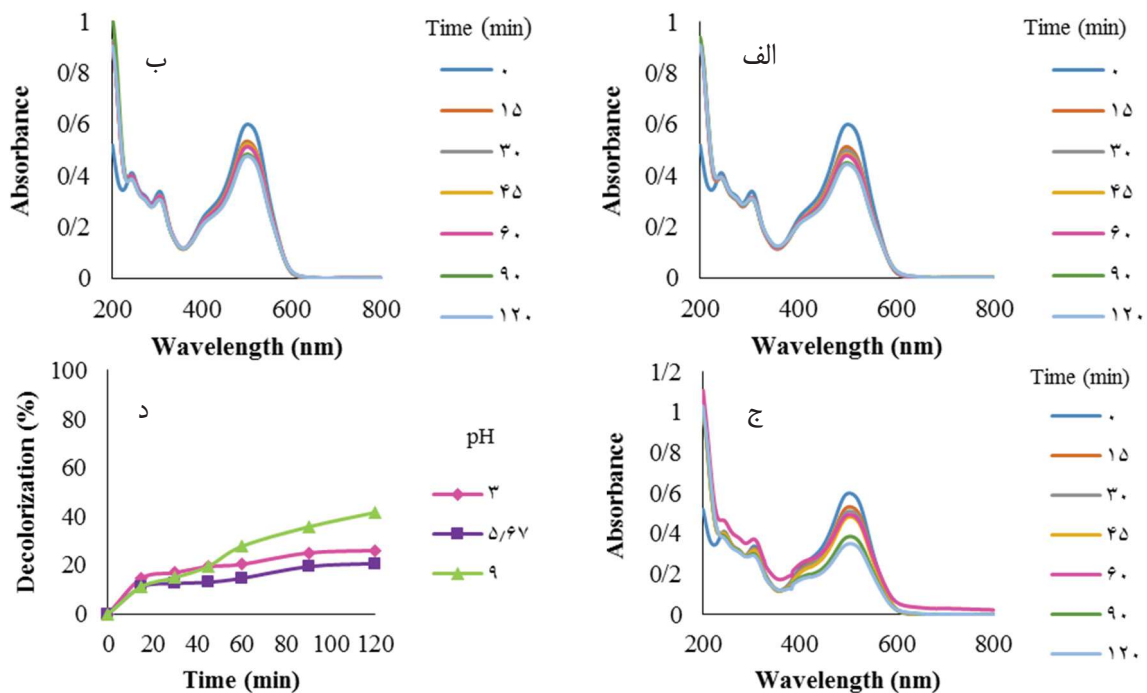 ب
Time (min)
۰
۱۵
۳۰
۴۵
۶۰
۹۰
۱۲۰
Absorbance
1
0/8
0/6
0/4
0/2
0
200 400 600 800
Wavelength (nm)
الف
Time (min)
۰
۱۵
۳۰
۴۵
۶۰
۹۰
۱۲۰
Absorbance
1
0/8
0/6
0/4
0/2
0
200 400 600 800
Wavelength (nm)
د
pH
۳
۵٫۶۷
۹
Decolorization (%)
100
80
60
40
20
0
0 20 40 60 80 100 120
Time (min)
ج
Time (min)
۰
۱۵
۳۰
۴۵
۶۰
۹۰
۱۲۰
Absorbance
1/2
1
0/8
0/6
0/4
0/2
0
200 400 600 800
Wavelength (nm)